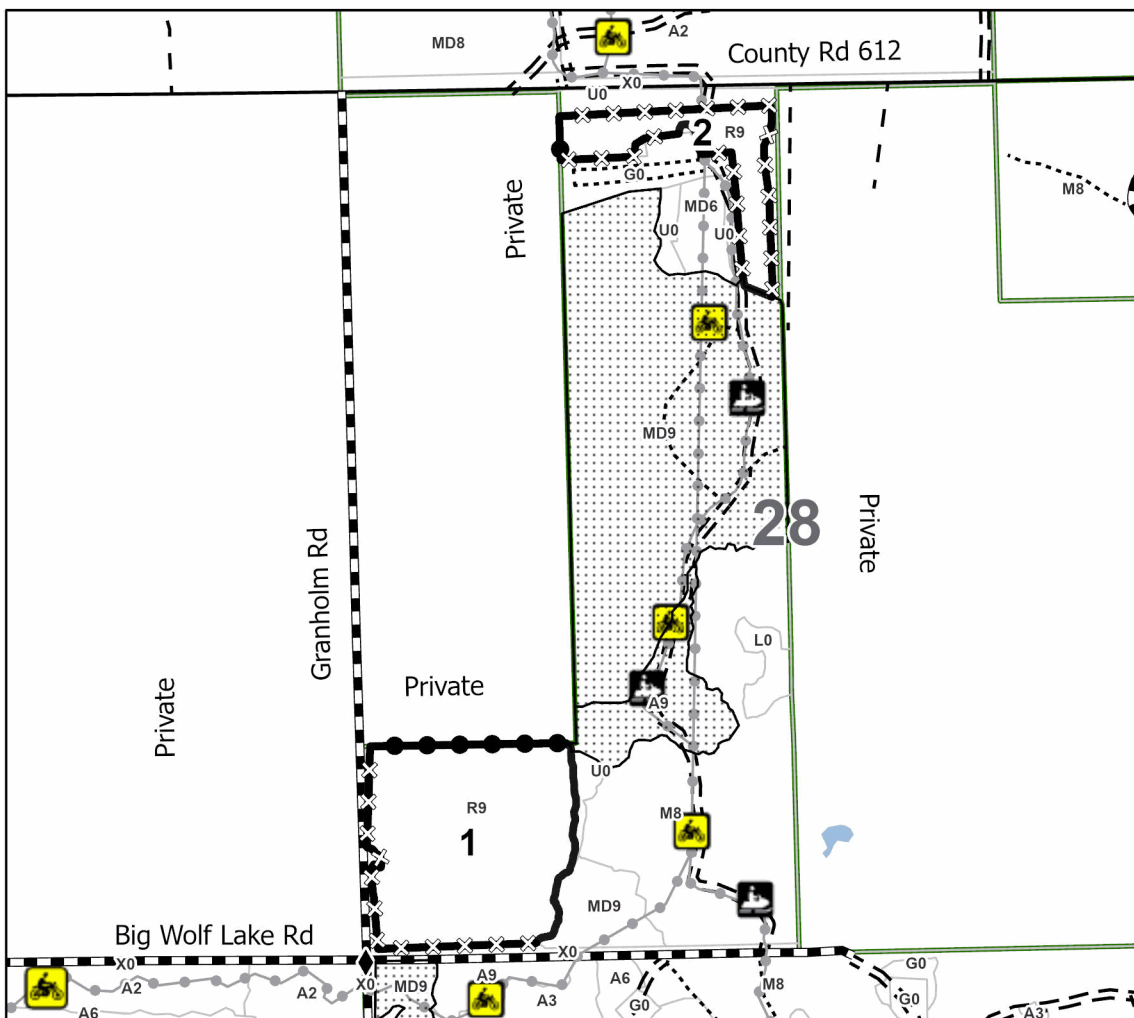 MD8
A2
County Rd 612
X0
U0
2
R9
G0
M8
Private
MD6
U0
U0
MD9
28
Private
Granholm Rd
L0
Private
Private
A9
U0
R9
1
M8
MD9
Big Wolf Lake Rd
X0
X0
G0
A2
A2
X0
MD9
A9
A3
A6
G0
M8
G0
A6
A3